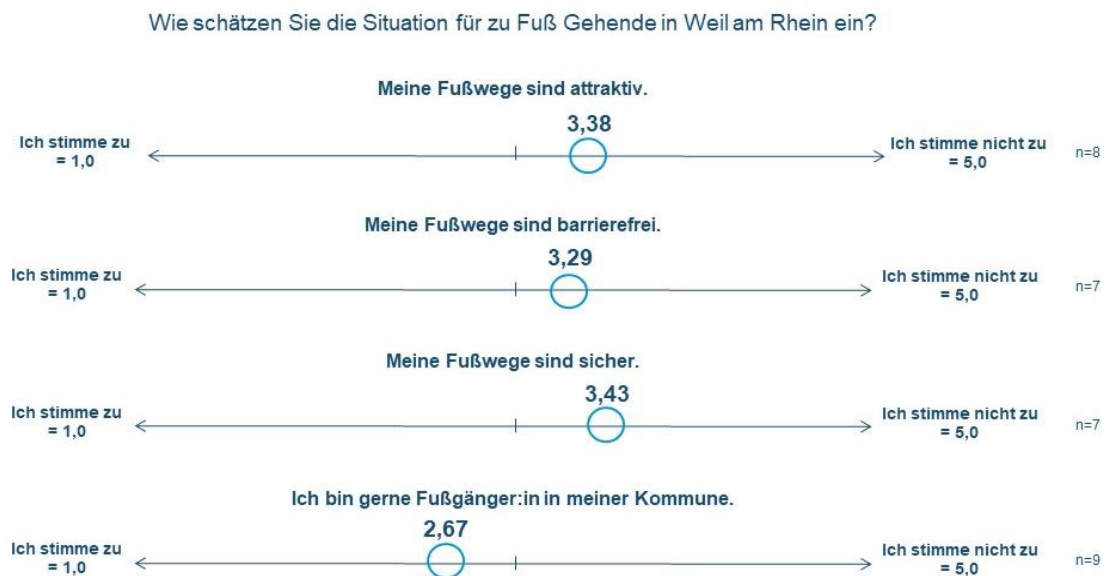 Wie schätzen Sie die Situation für zu Fuß Gehende in Weil am Rhein ein?
Meine Fußwege sind attraktiv.
3,38
Ich stimme zu
= 1,0
Ich stimme nicht zu
= 5,0
n=8
Meine Fußwege sind barrierefrei.
3,29
Ich stimme zu
= 1,0
Ich stimme nicht zu
= 5,0
n=7
Meine Fußwege sind sicher.
3,43
Ich stimme zu
= 1,0
Ich stimme nicht zu
= 5,0
n=7
Ich bin gerne Fußgänger:in in meiner Kommune.
2,67
Ich stimme zu
= 1,0
Ich stimme nicht zu
= 5,0
n=9